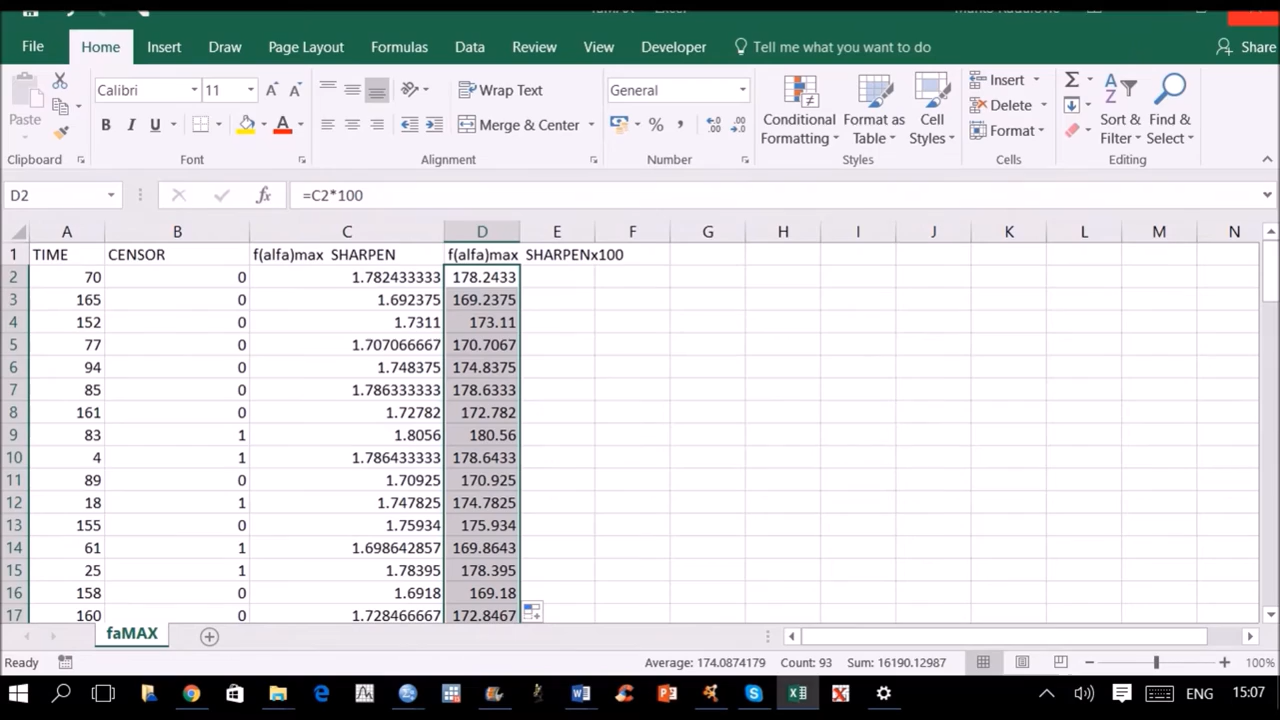 File Home Insert Draw Page Layout Formulas Data Review View Developer Tell me what you want to do Share
Paste
Calibri 11
B I U A
Wrap Text
Merge & Center
General
% ,
Conditional Formatting
Format as Table
Cell Styles
Insert
Delete
Format
Sort & Filter
Find & Select
Clipboard Font Alignment Number Styles Cells Editing
D2 fx =C2*100
A B C D E F G H I J K L M N
1 TIME CENSOR f(alfa)max SHARPEN f(alfa)max SHARPENx100
2 70 0 1.782433333 178.2433
3 165 0 1.692375 169.2375
4 152 0 1.7311 173.11
5 77 0 1.707066667 170.7067
6 94 0 1.748375 174.8375
7 85 0 1.786333333 178.6333
8 161 0 1.72782 172.782
9 83 1 1.8056 180.56
10 4 1 1.786433333 178.6433
11 89 0 1.70925 170.925
12 18 1 1.747825 174.7825
13 155 0 1.75934 175.934
14 61 1 1.698642857 169.8643
15 25 1 1.78395 178.395
16 158 0 1.6918 169.18
17 160 0 1.728466667 172.8467
faMAX
Ready Average: 174.0874179 Count: 93 Sum: 16190.12987 100%
ENG 15:07